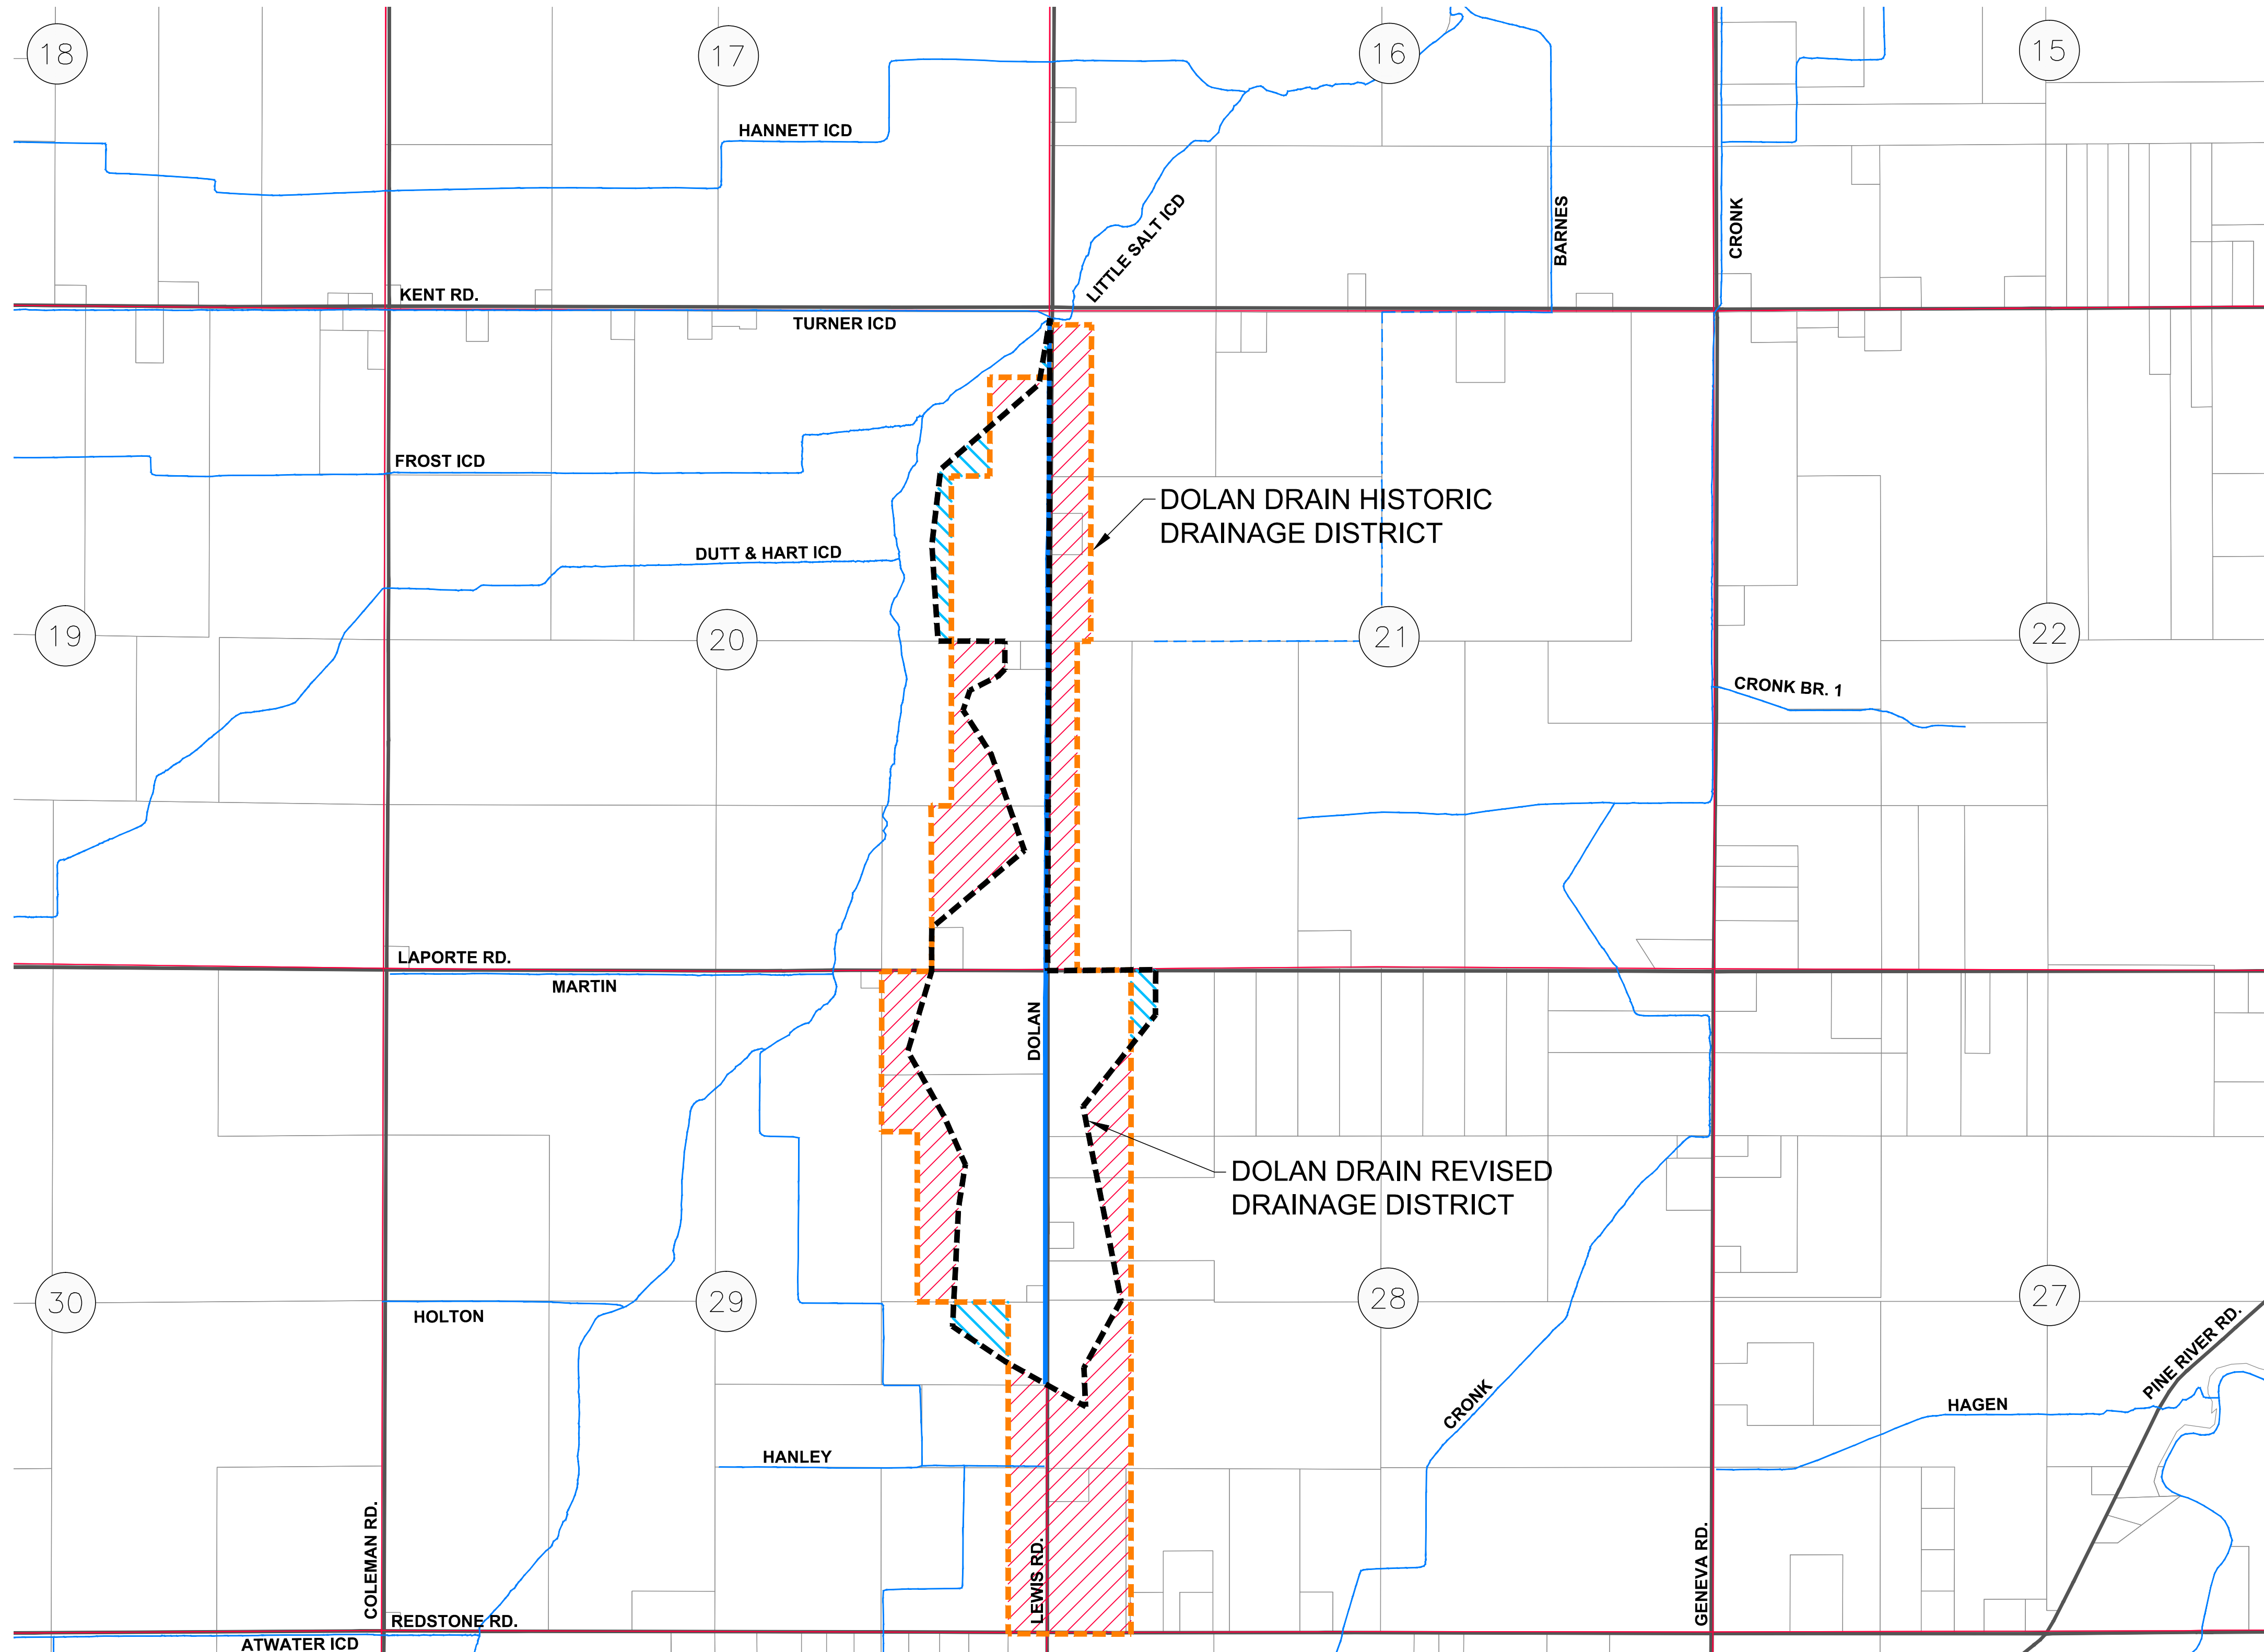 18
17
16
15
HANNETT ICD
LITTLE SALT ICD
BARNES
CRONK
KENT RD.
TURNER ICD
FROST ICD
DOLAN DRAIN HISTORIC
DRAINAGE DISTRICT
DUTT & HART ICD
19
20
21
22
CRONK BR. 1
LAPORTE RD.
MARTIN
DOLAN
DOLAN DRAIN REVISED
DRAINAGE DISTRICT
30
29
28
27
HOLTON
PINE RIVER RD.
CRONK
HAGEN
HANLEY
COLEMAN RD.
LEWIS RD.
GENEVA RD.
REDSTONE RD.
ATWATER ICD